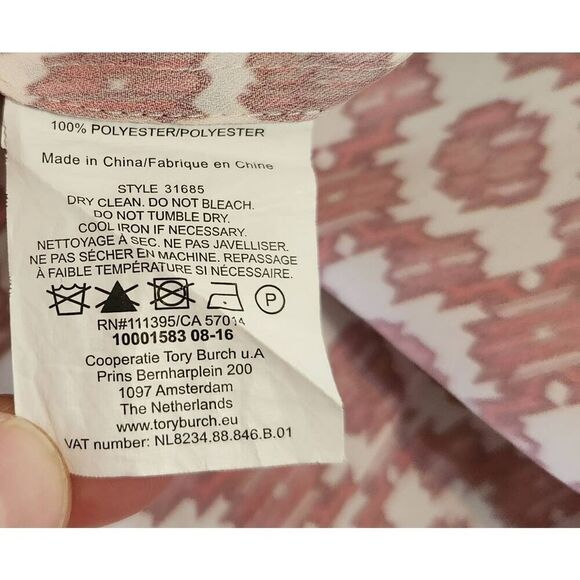 100% POLYESTER/POLYESTER
Made in China/Fabrique en Chine
STYLE 31685
DRY CLEAN. DO NOT BLEACH.
DO NOT TUMBLE DRY.
COOL IRON IF NECESSARY.
NETTOYAGE À SEC. NE PAS JAVELLISER.
NE PAS SÉCHER EN MACHINE. REPASSAGE
À FAIBLE TEMPÉRATURE SI NÉCESSAIRE.
P
RN#111395/CA 57014
10001583 08-16
Cooperatie Tory Burch u.A
Prins Bernharplein 200
1097 Amsterdam
The Netherlands
www.toryburch.eu
VAT number: NL8234.88.846.B.01